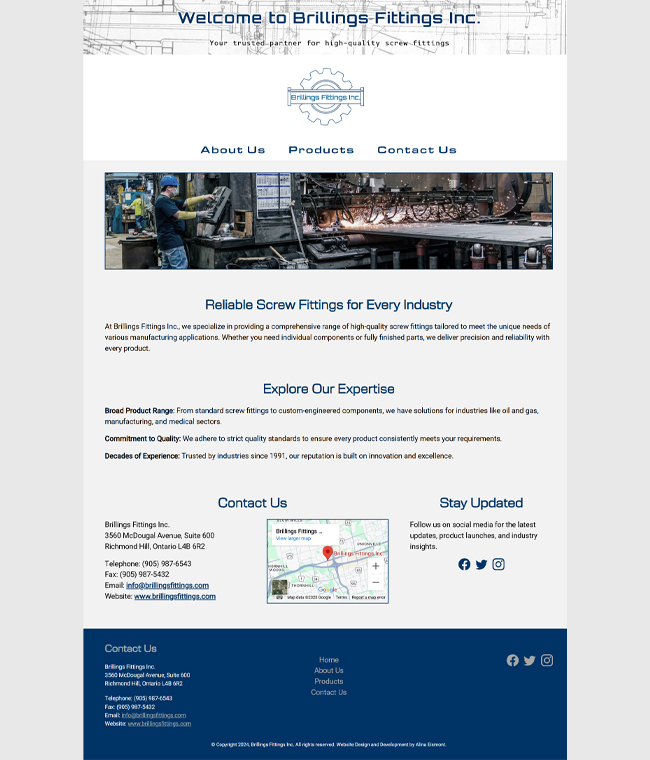 Welcome to Brillings Fittings Inc.
Your trusted partner for high-quality screw fittings
Brillings Fittings Inc.
About Us Products Contact Us
Reliable Screw Fittings for Every Industry
At Brillings Fittings Inc., we specialize in providing a comprehensive range of high-quality screw fittings tailored to meet the unique needs of
various manufacturing applications. Whether you need individual components or fully finished parts, we deliver precision and reliability with
every product.
Explore Our Expertise
Broad Product Range: From standard screw fittings to custom-engineered components, we have solutions for industries like oil and gas,
manufacturing, and medical sectors.
Commitment to Quality: We adhere to strict quality standards to ensure every product consistently meets your requirements.
Decades of Experience: Trusted by industries since 1991, our reputation is built on innovation and excellence.
Contact Us
Brillings Fittings Inc.
3560 McDougal Avenue, Suite 600
Richmond Hill, Ontario L4B 6R2
Telephone: (905) 987-6543
Fax: (905) 987-5432
Email: info@brillingsfittings.com
Website: www.brillingsfittings.com
Brillings Fittings ...
View larger map
UNIONVILLE
Brillings Fittings Inc.
THORNHILL
Google
Map data ©2025 Google Terms Report a map error
Stay Updated
Follow us on social media for the latest
updates, product launches, and industry
insights.
Contact Us
Brillings Fittings Inc.
3560 McDougal Avenue, Suite 600
Richmond Hill, Ontario L4B 6R2
Telephone: (905) 987-6543
Fax: (905) 987-5432
Email: info@brillingsfittings.com
Website: www.brillingsfittings.com
Home
About Us
Products
Contact Us
© Copyright 2024, Brillings Fittings Inc. All rights reserved. Website Design and Development by Alina Element.